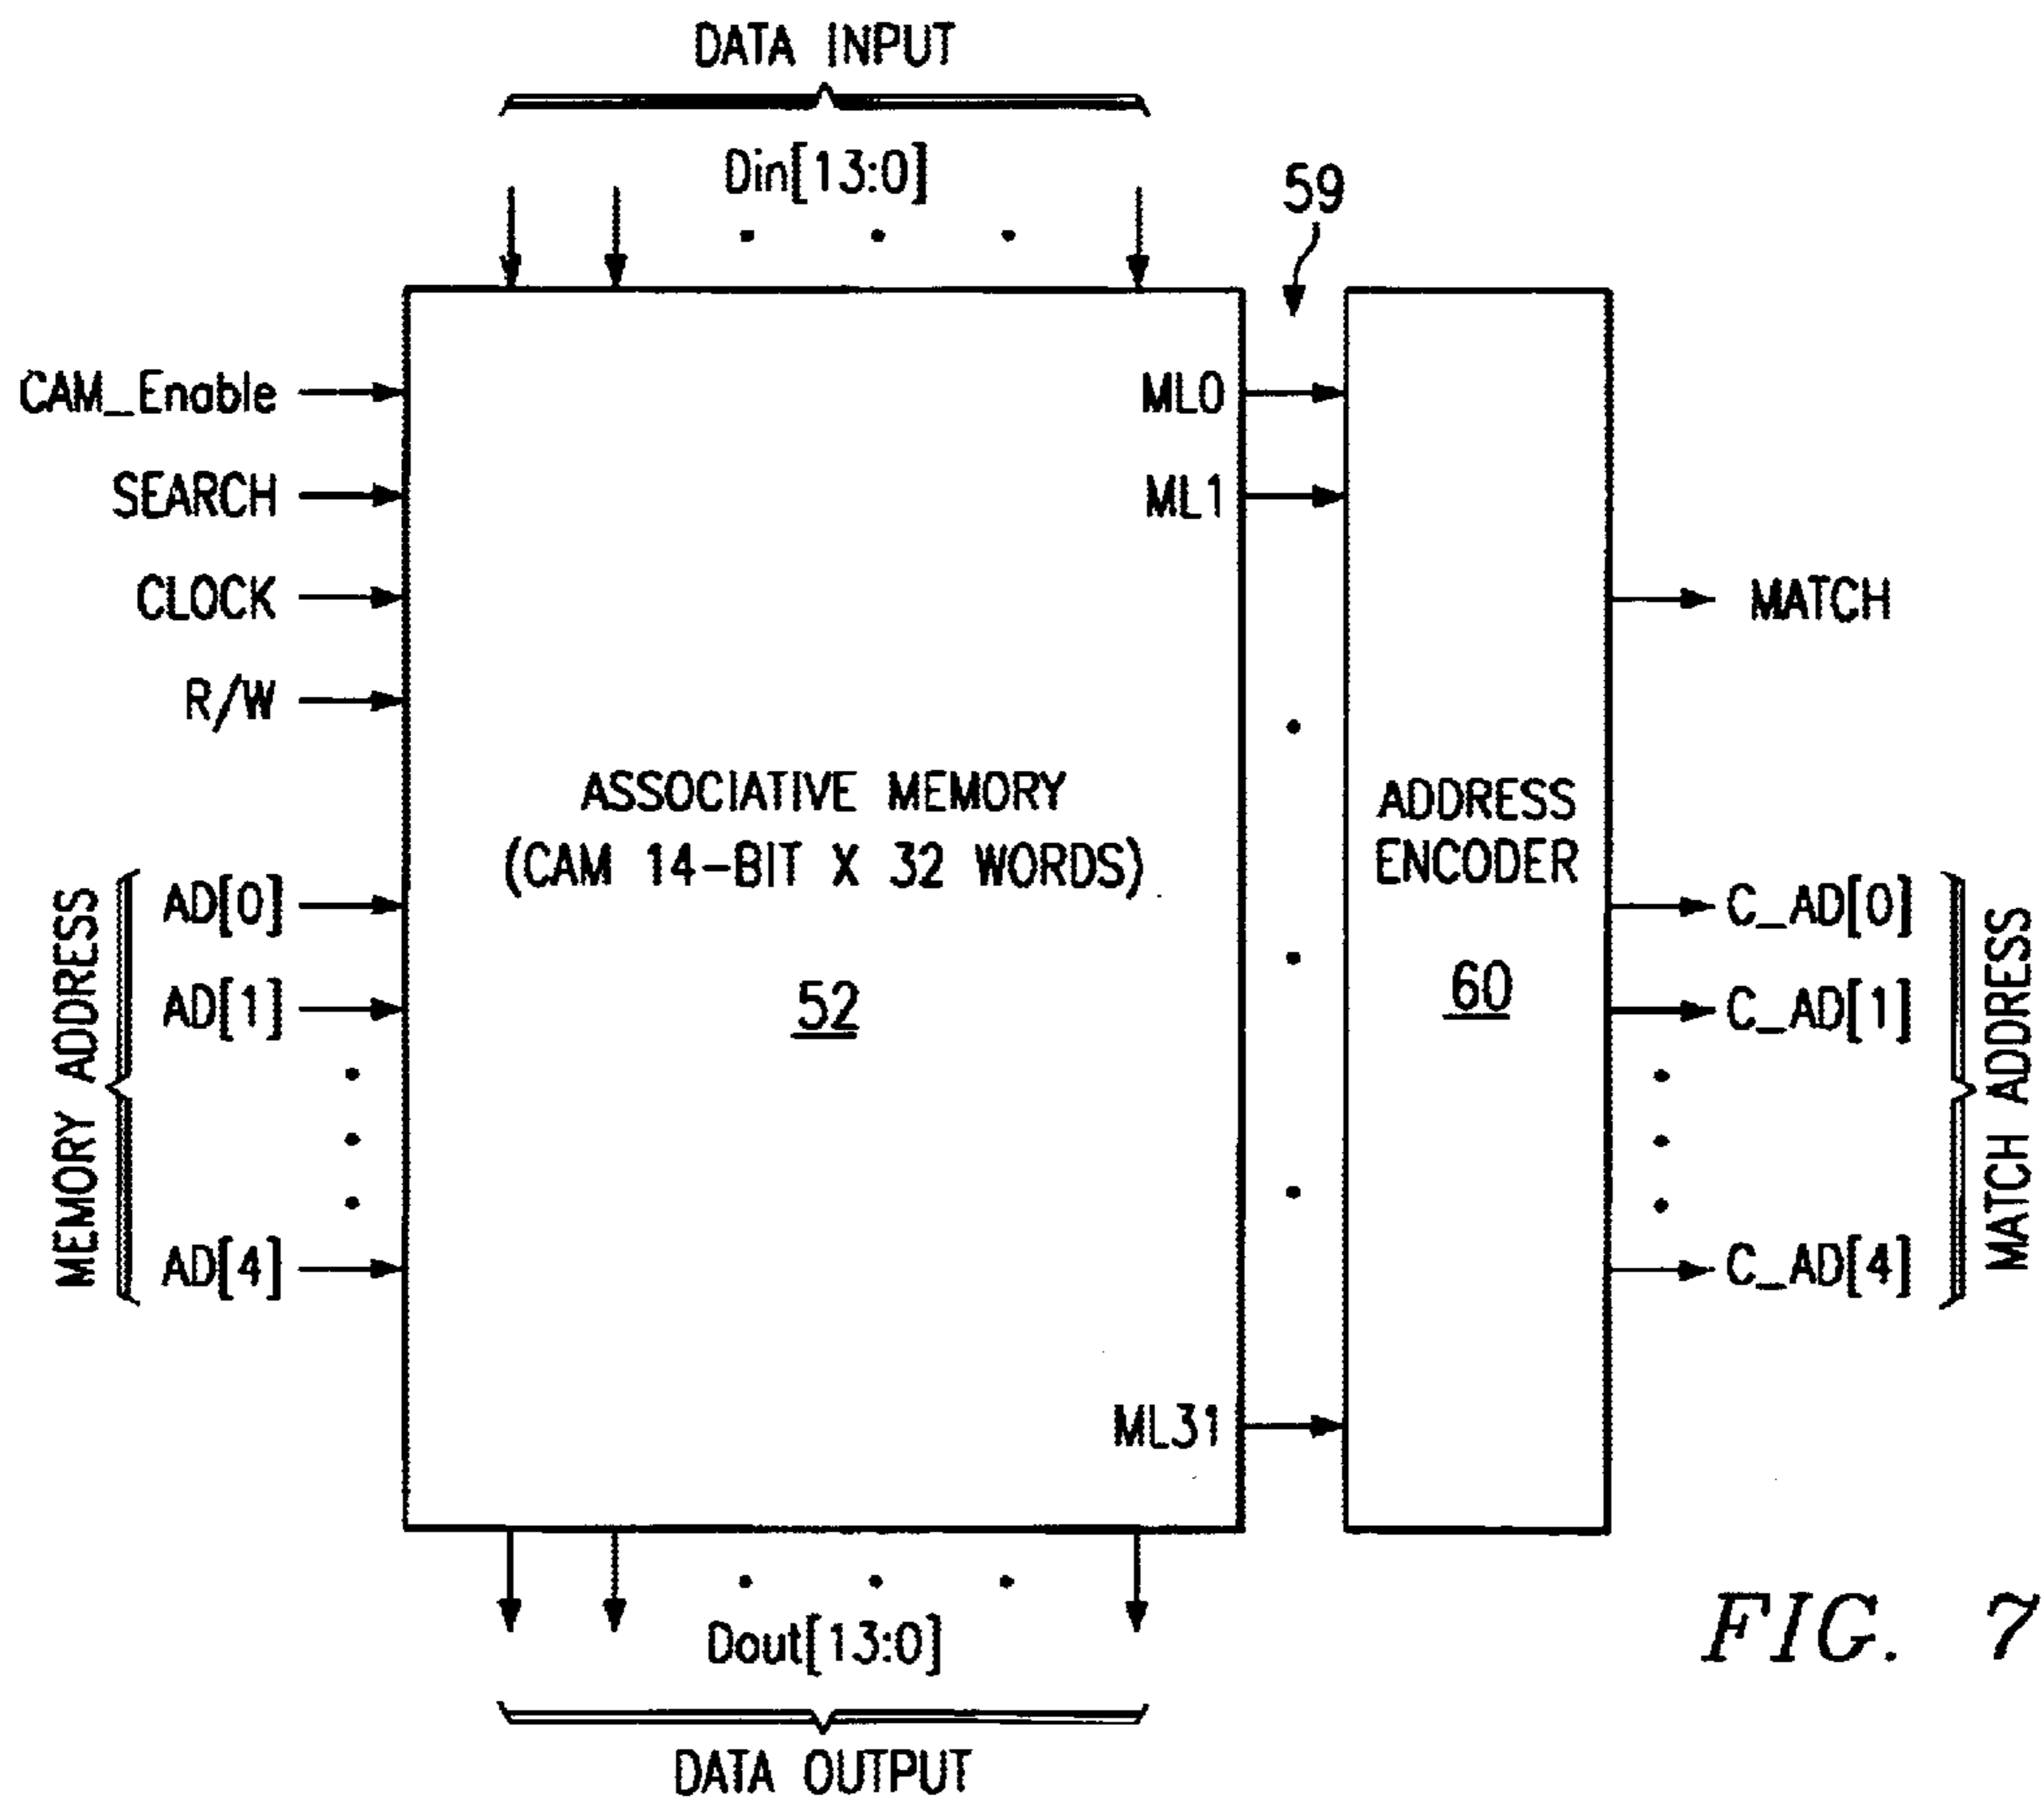 DATA INPUT
Din[13:0]
59
CAM_Enable
SEARCH
CLOCK
R/W
MEMORY ADDRESS
AD[0]
AD[1]
AD[4]
ML0
ML1
ASSOCIATIVE MEMORY
(CAM 14-BIT X 32 WORDS)
52
ML31
ADDRESS
ENCODER
60
MATCH
C_AD[0]
C_AD[1]
C_AD[4]
MATCH ADDRESS
Dout[13:0]
DATA OUTPUT
FIG. 7